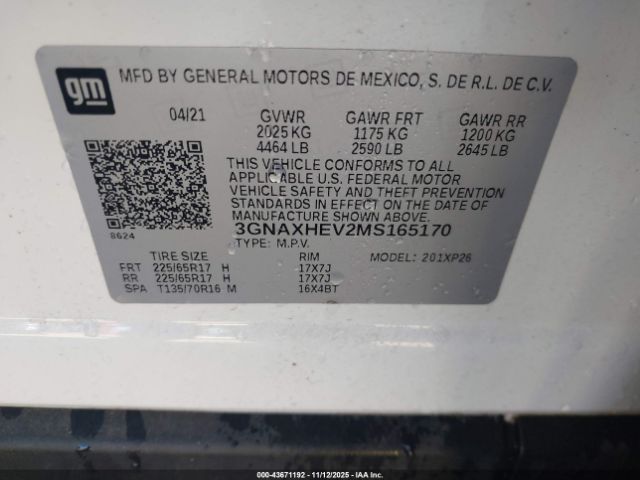 gm
MFD BY GENERAL MOTORS DE MEXICO, S. DE R.L. DE C.V.
04/21 GVWR GAWR FRT GAWR RR
2025 KG 1175 KG 1200 KG
4464 LB 2590 LB 2645 LB
THIS VEHICLE CONFORMS TO ALL
APPLICABLE U.S. FEDERAL MOTOR
VEHICLE SAFETY AND THEFT PREVENTION
STANDARDS IN EFFECT ON THE DATE OF
MANUFACTURE SHOWN ABOVE.
8624 3GNAXHEV2MS165170
TYPE: M.P.V.
TIRE SIZE RIM MODEL: 201XP26
FRT 225/65R17 H 17X7J
RR 225/65R17 H 17X7J
SPA T135/70R16 M 16X4BT
000-43671192 - 11/12/2025 - IAAI.COM